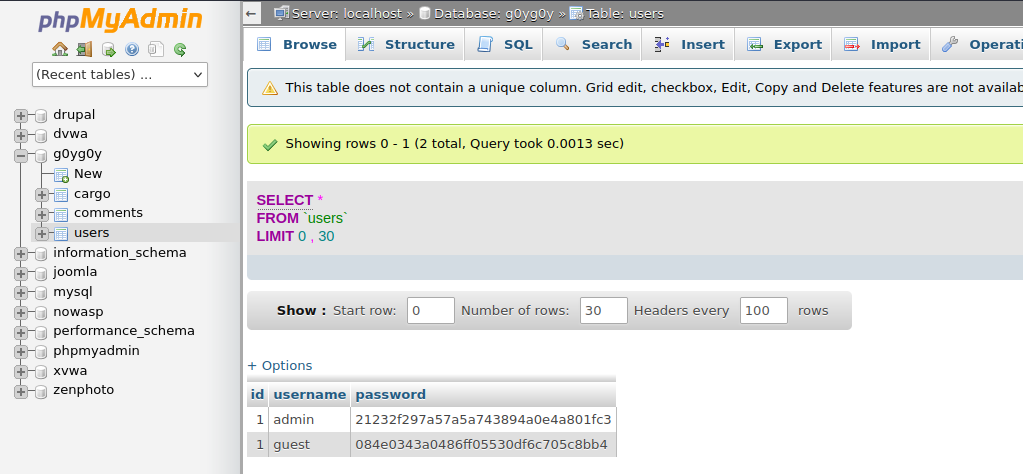 phpMyAdmin
(Recent tables) ...
drupal
dvwa
g0yg0y
New
cargo
comments
users
information_schema
joomla
mysql
nowasp
performance_schema
phpmyadmin
xvwa
zenphoto
Server: localhost » Database: g0yg0y » Table: users
Browse Structure SQL Search Insert Export Import Operati
This table does not contain a unique column. Grid edit, checkbox, Edit, Copy and Delete features are not availab
Showing rows 0 - 1 (2 total, Query took 0.0013 sec)
SELECT *
FROM `users`
LIMIT 0 , 30
Show : Start row: 0 Number of rows: 30 Headers every 100 rows
+ Options
id username password
1 admin 21232f297a57a5a743894a0e4a801fc3
1 guest 084e0343a0486ff05530df6c705c8bb4